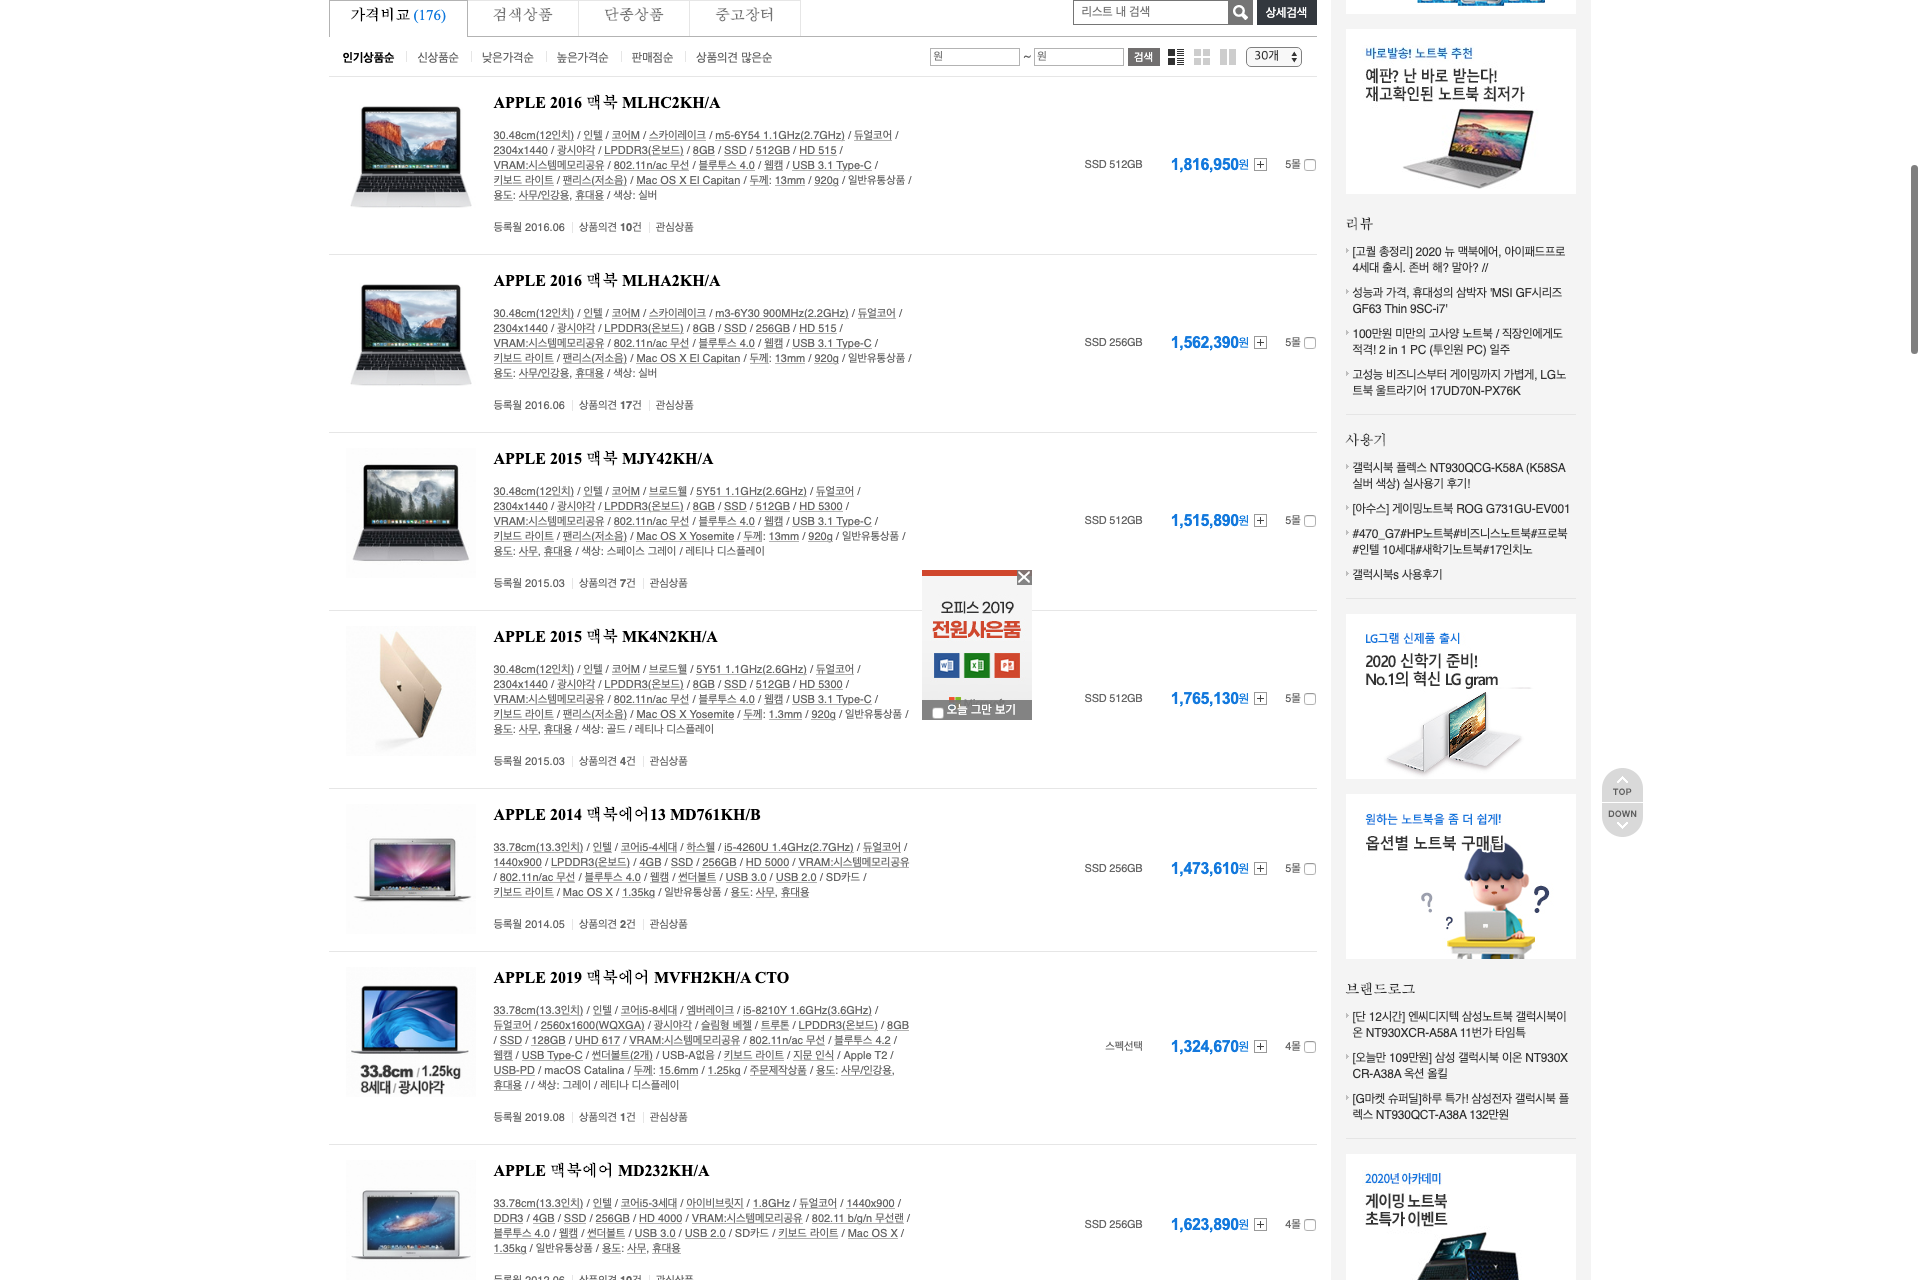 가격비교 (176)
검색상품
단종상품
중고장터
리스트 내 검색
상세검색
인기상품순
신상품순
낮은가격순
높은가격순
판매점순
상품의견 많은순
원 ~ 원
검색
30개
APPLE 2016 맥북 MLHC2KH/A
30.48cm(12인치) / 인텔 / 코어M / 스카이레이크 / m5-6Y54 1.1GHz(2.7GHz) / 듀얼코어 /
2304x1440 / 광시야각 / LPDDR3(온보드) / 8GB / SSD / 512GB / HD 515 /
VRAM:시스템메모리공유 / 802.11n/ac 무선 / 블루투스 4.0 / 웹캠 / USB 3.1 Type-C /
키보드 라이트 / 팬리스(저소음) / Mac OS X El Capitan / 두께: 13mm / 920g / 일반유통상품 /
용도: 사무/인강용, 휴대용 / 색상: 실버
SSD 512GB
1,816,950원
5몰
등록월 2016.06
상품의견 10건
관심상품
APPLE 2016 맥북 MLHA2KH/A
30.48cm(12인치) / 인텔 / 코어M / 스카이레이크 / m3-6Y30 900MHz(2.2GHz) / 듀얼코어 /
2304x1440 / 광시야각 / LPDDR3(온보드) / 8GB / SSD / 256GB / HD 515 /
VRAM:시스템메모리공유 / 802.11n/ac 무선 / 블루투스 4.0 / 웹캠 / USB 3.1 Type-C /
키보드 라이트 / 팬리스(저소음) / Mac OS X El Capitan / 두께: 13mm / 920g / 일반유통상품 /
용도: 사무/인강용, 휴대용 / 색상: 실버
SSD 256GB
1,562,390원
5몰
등록월 2016.06
상품의견 17건
관심상품
APPLE 2015 맥북 MJY42KH/A
30.48cm(12인치) / 인텔 / 코어M / 브로드웰 / 5Y51 1.1GHz(2.6GHz) / 듀얼코어 /
2304x1440 / 광시야각 / LPDDR3(온보드) / 8GB / SSD / 512GB / HD 5300 /
VRAM:시스템메모리공유 / 802.11n/ac 무선 / 블루투스 4.0 / 웹캠 / USB 3.1 Type-C /
키보드 라이트 / 팬리스(저소음) / Mac OS X Yosemite / 두께: 13mm / 920g / 일반유통상품 /
용도: 사무, 휴대용 / 색상: 스페이스 그레이 / 레티나 디스플레이
SSD 512GB
1,515,890원
5몰
등록월 2015.03
상품의견 7건
관심상품
APPLE 2015 맥북 MK4N2KH/A
30.48cm(12인치) / 인텔 / 코어M / 브로드웰 / 5Y51 1.1GHz(2.6GHz) / 듀얼코어 /
2304x1440 / 광시야각 / LPDDR3(온보드) / 8GB / SSD / 512GB / HD 5300 /
VRAM:시스템메모리공유 / 802.11n/ac 무선 / 블루투스 4.0 / 웹캠 / USB 3.1 Type-C /
키보드 라이트 / 팬리스(저소음) / Mac OS X Yosemite / 두께: 1.3mm / 920g / 일반유통상품 /
용도: 사무, 휴대용 / 색상: 골드 / 레티나 디스플레이
SSD 512GB
1,765,130원
5몰
등록월 2015.03
상품의견 4건
관심상품
오피스 2019
전원사은품
오늘 그만 보기
APPLE 2014 맥북에어13 MD761KH/B
33.78cm(13.3인치) / 인텔 / 코어i5-4세대 / 하스웰 / i5-4260U 1.4GHz(2.7GHz) / 듀얼코어 /
1440x900 / LPDDR3(온보드) / 4GB / SSD / 256GB / HD 5000 / VRAM:시스템메모리공유
/ 802.11n/ac 무선 / 블루투스 4.0 / 웹캠 / 썬더볼트 / USB 3.0 / USB 2.0 / SD카드 /
키보드 라이트 / Mac OS X / 1.35kg / 일반유통상품 / 용도: 사무, 휴대용
SSD 256GB
1,473,610원
5몰
등록월 2014.05
상품의견 2건
관심상품
33.8cm / 1.25kg
8세대 / 광시야각
APPLE 2019 맥북에어 MVFH2KH/A CTO
33.78cm(13.3인치) / 인텔 / 코어i5-8세대 / 엠버레이크 / i5-8210Y 1.6GHz(3.6GHz) /
듀얼코어 / 2560x1600(WQXGA) / 광시야각 / 슬림형 베젤 / 트루톤 / LPDDR3(온보드) / 8GB
/ SSD / 128GB / UHD 617 / VRAM:시스템메모리공유 / 802.11n/ac 무선 / 블루투스 4.2 /
웹캠 / USB Type-C / 썬더볼트(2개) / USB-A없음 / 키보드 라이트 / 지문 인식 / Apple T2 /
USB-PD / macOS Catalina / 두께: 15.6mm / 1.25kg / 주문제작상품 / 용도: 사무/인강용,
휴대용 / / 색상: 그레이 / 레티나 디스플레이
스펙선택
1,324,670원
4몰
등록월 2019.08
상품의견 1건
관심상품
APPLE 맥북에어 MD232KH/A
33.78cm(13.3인치) / 인텔 / 코어i5-3세대 / 아이비브릿지 / 1.8GHz / 듀얼코어 / 1440x900 /
DDR3 / 4GB / SSD / 256GB / HD 4000 / VRAM:시스템메모리공유 / 802.11 b/g/n 무선랜 /
블루투스 4.0 / 웹캠 / 썬더볼트 / USB 3.0 / USB 2.0 / SD카드 / 키보드 라이트 / Mac OS X /
1.35kg / 일반유통상품 / 용도: 사무, 휴대용
SSD 256GB
1,623,890원
4몰
등록월 2012.06
상품의견 10건
관심상품
바로발송! 노트북 추천
예판? 난 바로 받는다!
재고확인된 노트북 최저가
리뷰
[고퀄 총정리] 2020 뉴 맥북에어, 아이패드프로
4세대 출시. 존버 해? 말아? //
성능과 가격, 휴대성의 삼박자 'MSI GF시리즈
GF63 Thin 9SC-i7'
100만원 미만의 고사양 노트북 / 직장인에게도
적격! 2 in 1 PC (투인원 PC) 일주
고성능 비즈니스부터 게이밍까지 가볍게, LG노
트북 울트라기어 17UD70N-PX76K
사용기
갤럭시북 플렉스 NT930QCG-K58A (K58SA
실버 색상) 실사용기 후기!
[아수스] 게이밍노트북 ROG G731GU-EV001
#470_G7#HP노트북#비즈니스노트북#프로북
#인텔 10세대#새학기노트북#17인치노
갤럭시북s 사용후기
LG그램 신제품 출시
2020 신학기 준비!
No.1의 혁신 LG gram
원하는 노트북을 좀 더 쉽게!
옵션별 노트북 구매팁
? ? ?
TOP
DOWN
브랜드로그
[단 12시간] 엔씨디지텍 삼성노트북 갤럭시북이
온 NT930XCR-A58A 11번가 타임특
[오늘만 109만원] 삼성 갤럭시북 이온 NT930X
CR-A38A 옥션 올킬
[G마켓 슈퍼딜]하루 특가! 삼성전자 갤럭시북 플
렉스 NT930QCT-A38A 132만원
2020년 아카데미
게이밍 노트북
초특가 이벤트